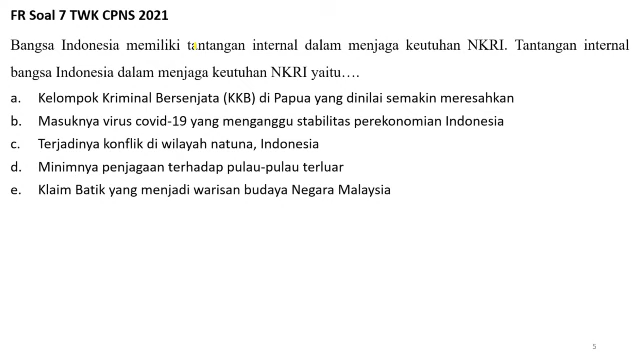 FR Soal 7 TWK CPNS 2021
Bangsa Indonesia memiliki tantangan internal dalam menjaga keutuhan NKRI. Tantangan internal
bangsa Indonesia dalam menjaga keutuhan NKRI yaitu….
a. Kelompok Kriminal Bersenjata (KKB) di Papua yang dinilai semakin meresahkan
b. Masuknya virus covid-19 yang menganggu stabilitas perekonomian Indonesia
c. Terjadinya konflik di wilayah natuna, Indonesia
d. Minimnya penjagaan terhadap pulau-pulau terluar
e. Klaim Batik yang menjadi warisan budaya Negara Malaysia
5